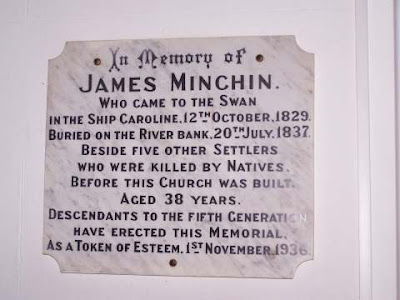 In Memory of
JAMES MINCHIN.
WHO CAME TO THE SWAN
IN THE SHIP CAROLINE, 12TH OCTOBER, 1829.
BURIED ON THE RIVER BANK, 20TH JULY, 1837.
BESIDE FIVE OTHER SETTLERS
WHO WERE KILLED BY NATIVES.
BEFORE THIS CHURCH WAS BUILT.
AGED 38 YEARS.
DESCENDANTS TO THE FIFTH GENERATION
HAVE ERECTED THIS MEMORIAL.
AS A TOKEN OF ESTEEM, 1ST NOVEMBER, 1936.